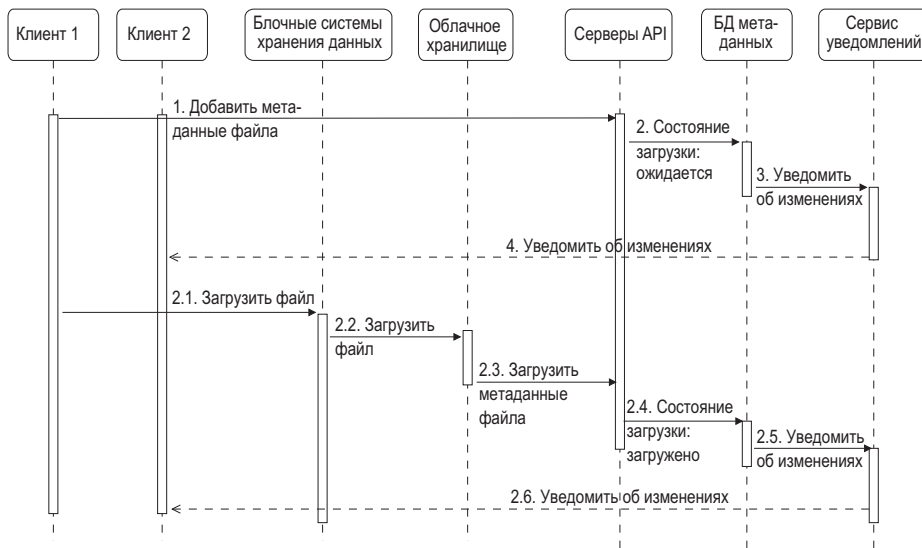 Клиент 1
Клиент 2
Блочные системы
хранения данных
Облачное
хранилище
Серверы API
БД мета-
данных
Сервис
уведомлений
1. Добавить мета-
данные файла
2. Состояние
загрузки:
ожидается
3. Уведомить
об изменениях
4. Уведомить об изменениях
2.1. Загрузить файл
2.2. Загрузить
файл
2.3. Загрузить
метаданные
файла
2.4. Состояние
загрузки:
загружено
2.5. Уведомить
об изменениях
2.6. Уведомить об изменениях